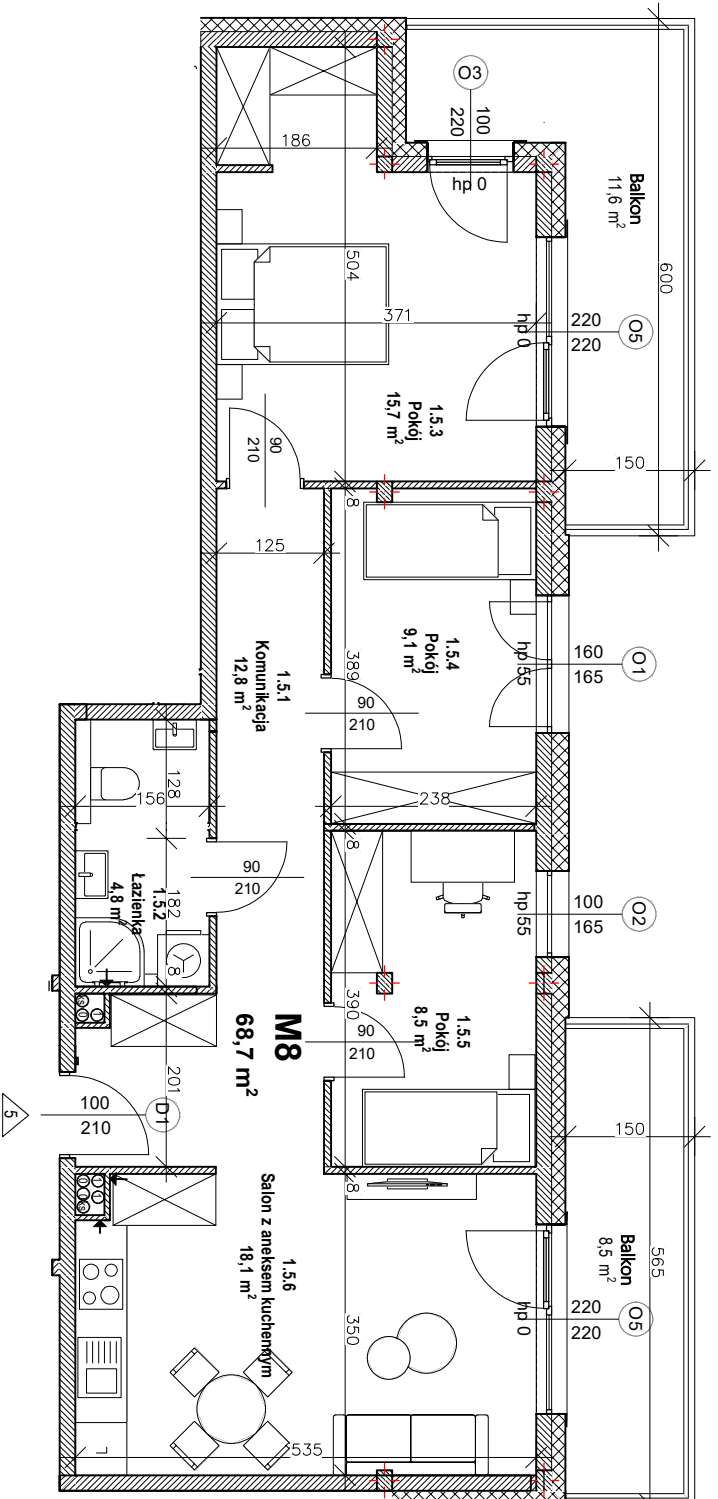 O3
100
220
hp 0
Balkon
11,6 m²
600
186
504
371
220
220
O5
hp 0
1.5.3
Pokój
15,7 m²
150
90
210
8
125
1.5.4
Pokój
9,1 m²
389
160
165
O1
hp 55
1.5.1
Komunikacja
12,8 m²
90
210
238
128
156
182
8
1.5.2
Łazienka
4,8 m²
90
210
8
100
165
O2
hp 55
390
1.5.5
Pokój
8,5 m²
90
210
M8
68,7 m²
201
D1
100
210
5
8
150
565
Balkon
8,5 m²
220
220
O5
hp 0
1.5.6
Salon z aneksem kuchennym
18,1 m²
350
535
L